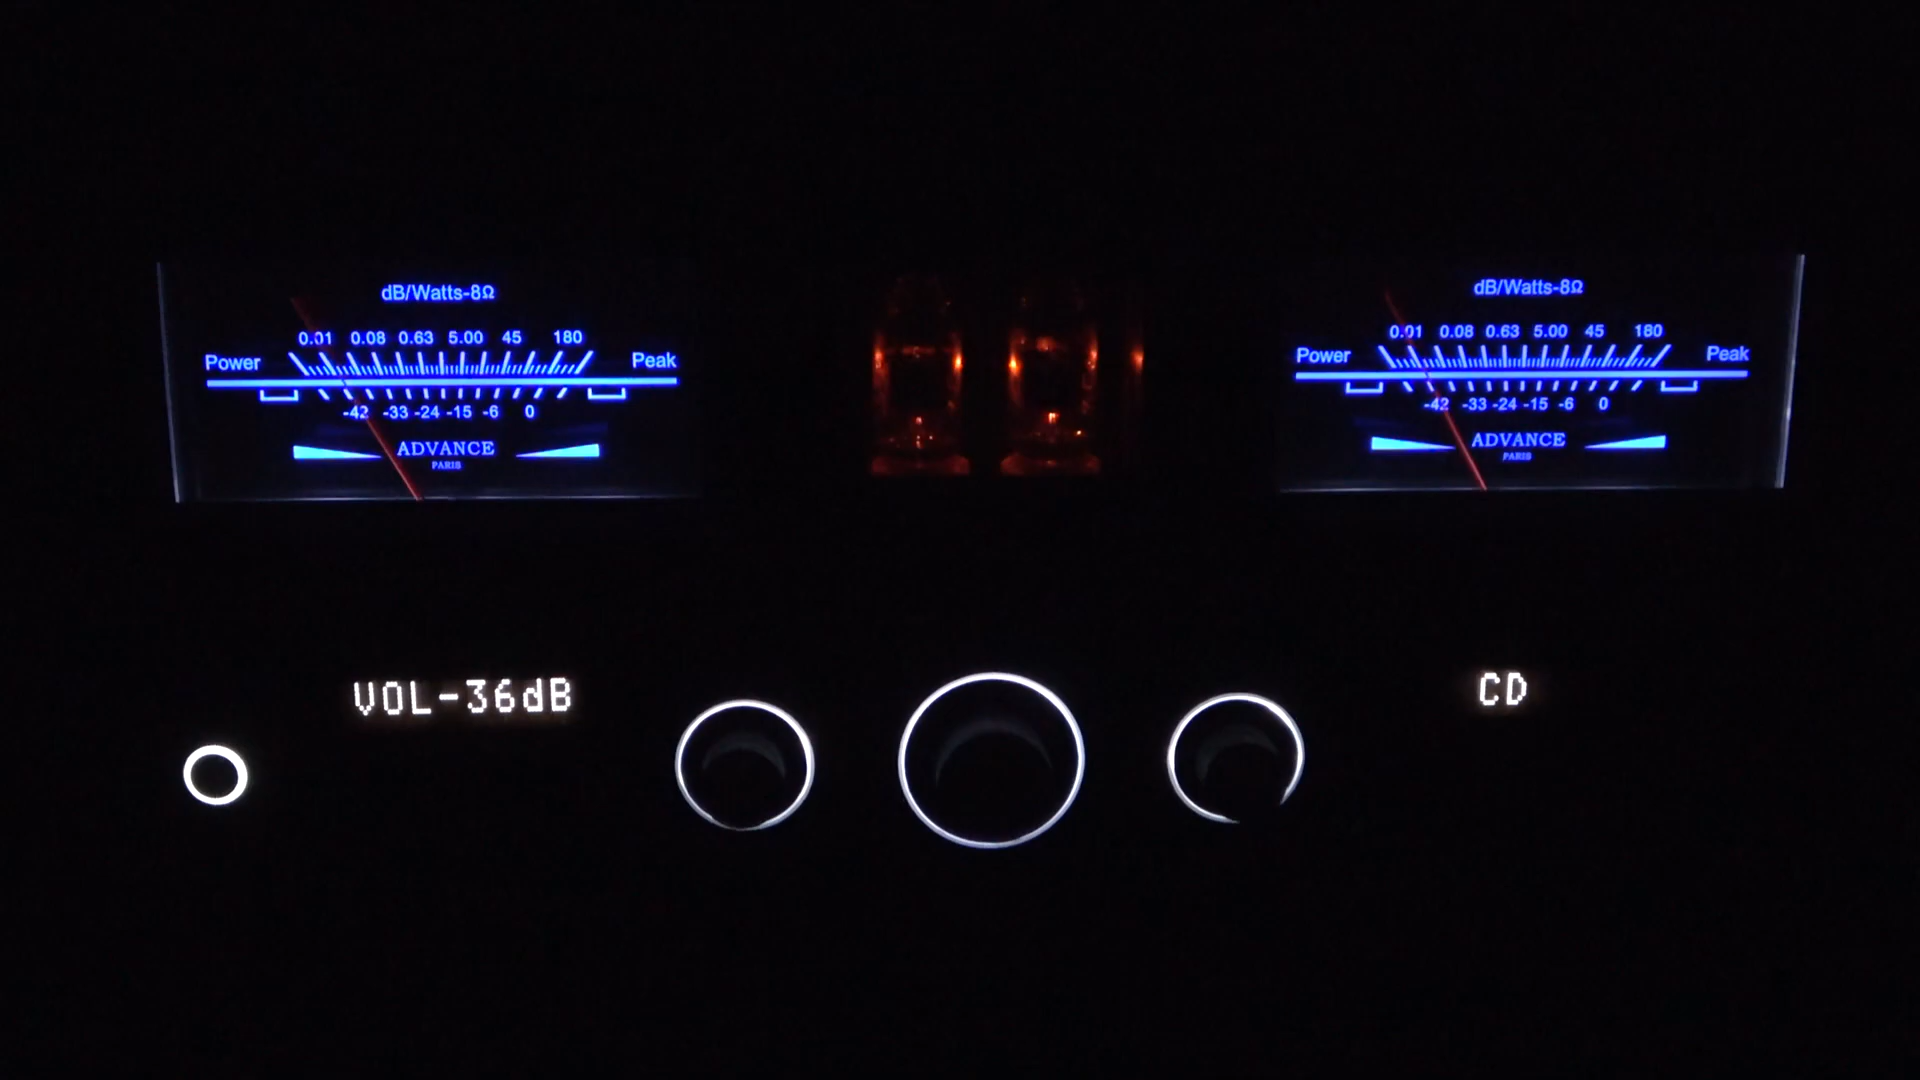 dB/Watts-8Ω
0.01 0.08 0.63 5.00 45 180
Power Peak
-42 -33 -24 -15 -6 0
ADVANCE
PARIS
dB/Watts-8Ω
0.01 0.08 0.63 5.00 45 180
Power Peak
-42 -33 -24 -15 -6 0
ADVANCE
PARIS
VOL-36dB
CD